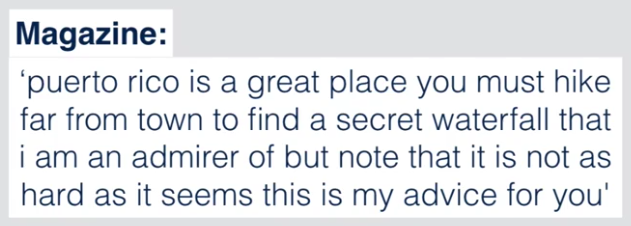 Magazine:
‘puerto rico is a great place you must hike
far from town to find a secret waterfall that
i am an admirer of but note that it is not as
hard as it seems this is my advice for you'